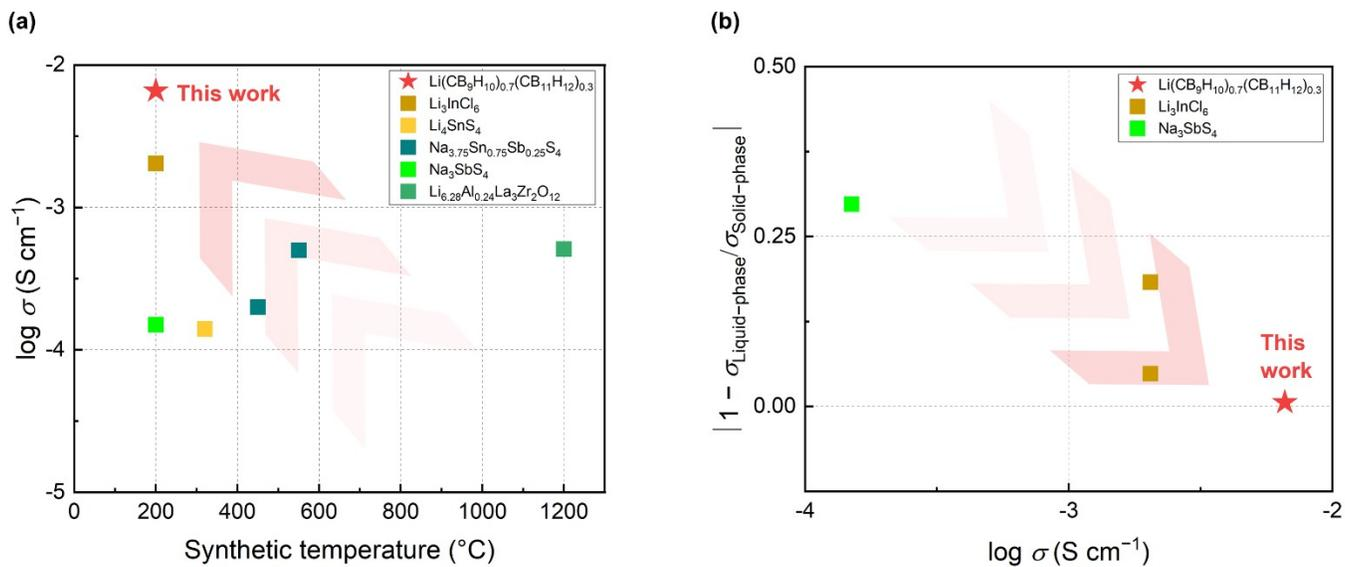 (a)
-2
-3
-4
-5
log σ (S cm⁻¹)
0
200
400
600
800
1000
1200
Synthetic temperature (°C)
This work
Li(CB₉H₁₀)₀.₇(CB₁₁H₁₂)₀.₃
Li₃InCl₆
Li₄SnS₄
Na₃.₇₅Sn₀.₇₅Sb₀.₂₅S₄
Na₃SbS₄
Li₆.₂₈Al₀.₂₄La₃Zr₂O₁₂
(b)
0.50
0.25
0.00
| 1 − σLiquid−phase/σSolid−phase|
-4
-3
-2
log σ (S cm⁻¹)
Li(CB₉H₁₀)₀.₇(CB₁₁H₁₂)₀.₃
Li₃InCl₆
Na₃SbS₄
This
work